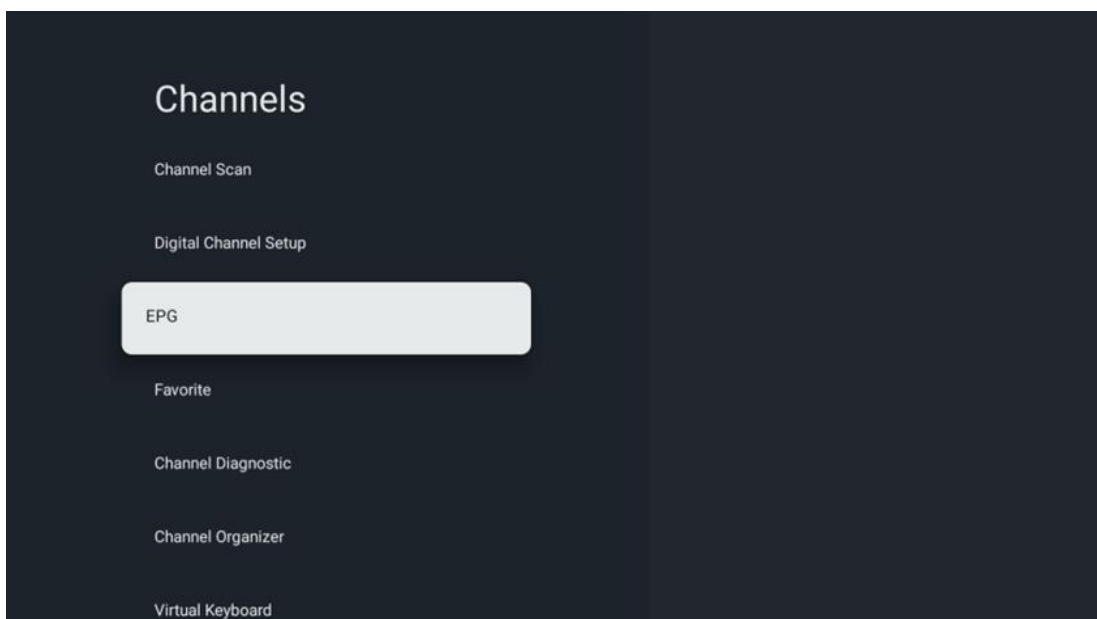 Channels
Channel Scan
Digital Channel Setup
EPG
Favorite
Channel Diagnostic
Channel Organizer
Virtual Keyboard